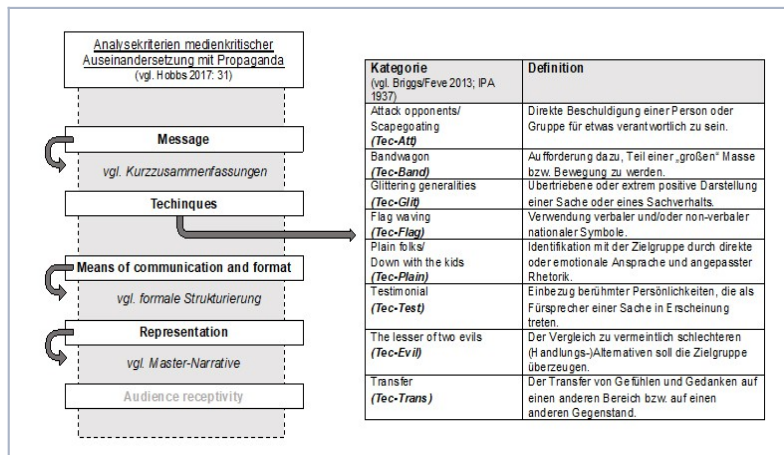 Analysekriterien medienkritischer
Auseinandersetzung mit Propaganda
(vgl. Hobbs 2017: 31)
Message
vgl. Kurzzusammenfassungen
Techinques
Means of communication and format
vgl. formale Strukturierung
Representation
vgl. Master-Narrative
Audience receptivity
Kategorie
(vgl. Briggs/Feve 2013; IPA
1937)
Definition
Attack opponents/
Scapegoating
(Tec-Att)
Direkte Beschuldigung einer Person oder
Gruppe für etwas verantwortlich zu sein.
Bandwagon
(Tec-Band)
Aufforderung dazu, Teil einer „großen“ Masse
bzw. Bewegung zu werden.
Glittering generalities
(Tec-Glit)
Übertriebene oder extrem positive Darstellung
einer Sache oder eines Sachverhalts.
Flag waving
(Tec-Flag)
Verwendung verbaler und/oder non-verbaler
nationaler Symbole.
Plain folks/
Down with the kids
(Tec-Plain)
Identifikation mit der Zielgruppe durch direkte
oder emotionale Ansprache und angepasster
Rhetorik.
Testimonial
(Tec-Test)
Einbezug berühmter Persönlichkeiten, die als
Fürsprecher einer Sache in Erscheinung
treten.
The lesser of two evils
(Tec-Evil)
Der Vergleich zu vermeintlich schlechteren
(Handlungs-)Alternativen soll die Zielgruppe
überzeugen.
Transfer
(Tec-Trans)
Der Transfer von Gefühlen und Gedanken auf
einen anderen Bereich bzw. auf einen
anderen Gegenstand.